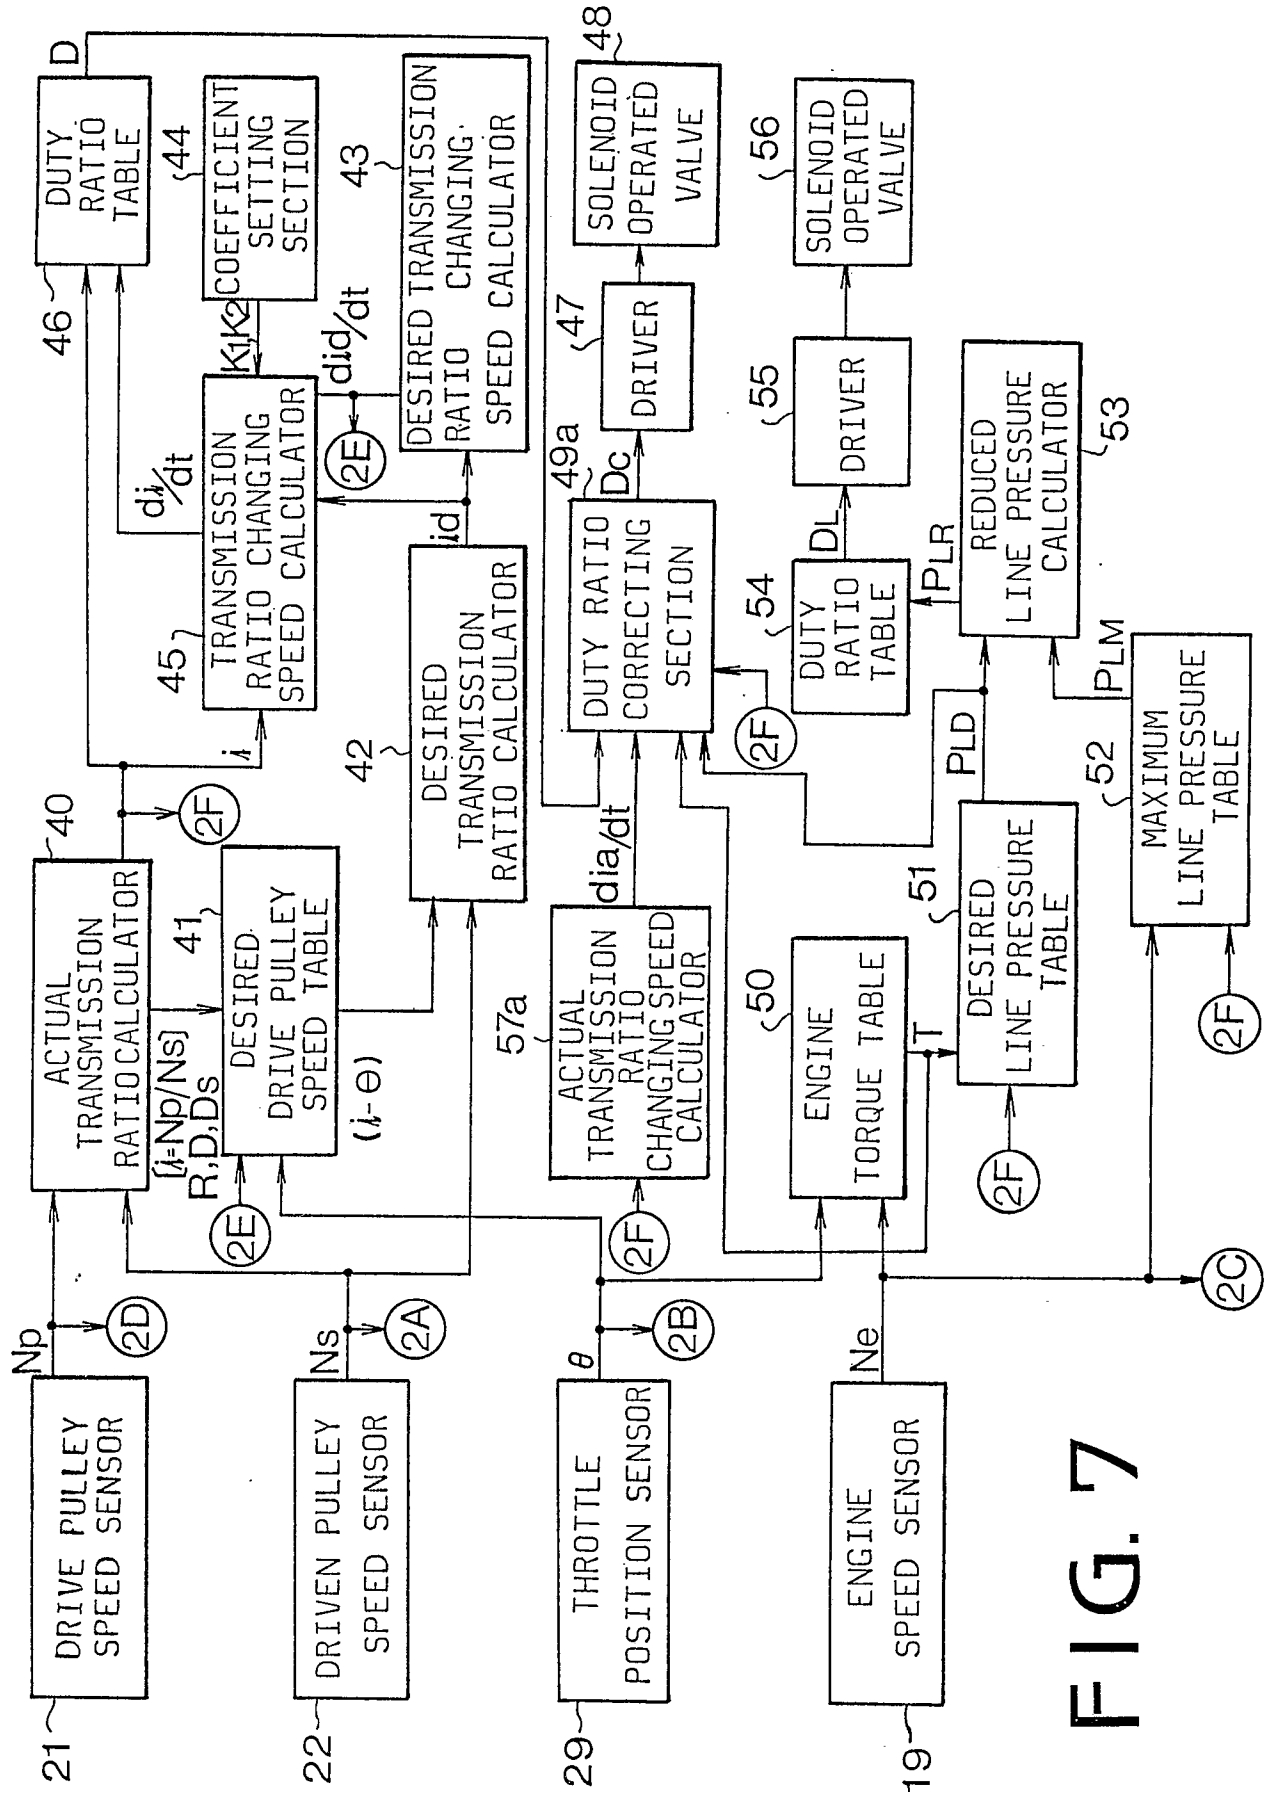 21
DRIVE PULLEY
SPEED SENSOR
Np
2D
22
DRIVEN PULLEY
SPEED SENSOR
Ns
2A
29
THROTTLE
POSITION SENSOR
θ
2B
19
ENGINE
SPEED SENSOR
Ne
2C
40
ACTUAL
TRANSMISSION
RATIO CALCULATOR
[i=Np/Ns]
R, D, Ds
2F
i
41
DESIRED
DRIVE PULLEY
SPEED TABLE
(i-θ)
2E
42
DESIRED
TRANSMISSION
RATIO CALCULATOR
id
57a
ACTUAL
TRANSMISSION
RATIO
CHANGING SPEED
CALCULATOR
2F
dia/dt
50
ENGINE
TORQUE TABLE
T
51
DESIRED
LINE PRESSURE
TABLE
2F
PLD
52
MAXIMUM
LINE PRESSURE
TABLE
2F
PLM
45
TRANSMISSION
RATIO CHANGING
SPEED CALCULATOR
di/dt
K1,K2
44
COEFFICIENT
SETTING
SECTION
46
DUTY
RATIO
TABLE
D
43
DESIRED TRANSMISSION
RATIO CHANGING
SPEED CALCULATOR
did/dt
2E
49a
DUTY RATIO
CORRECTING
SECTION
2F
Dc
47
DRIVER
48
SOLENOID
OPERATED
VALVE
54
DUTY
RATIO
TABLE
DL
55
DRIVER
56
SOLENOID
OPERATED
VALVE
53
REDUCED
LINE PRESSURE
CALCULATOR
PLR
FIG. 7